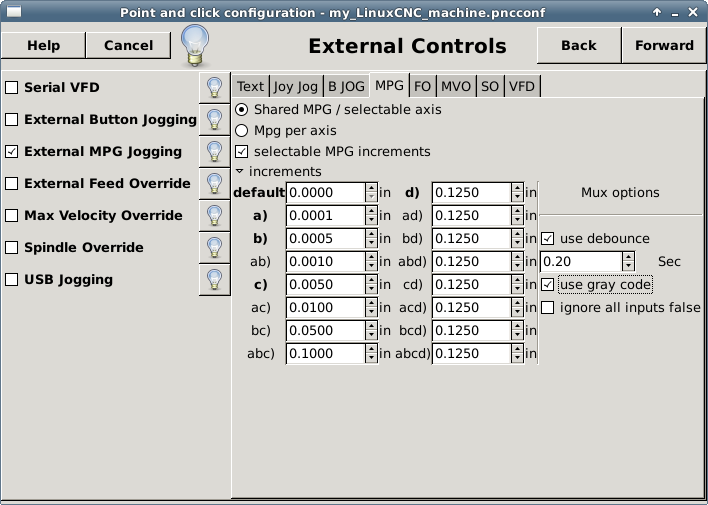 Point and click configuration - my_LinuxCNC_machine.pncconf
Help Cancel External Controls Back Forward
Serial VFD
External Button Jogging
External MPG Jogging
External Feed Override
Max Velocity Override
Spindle Override
USB Jogging
Text Joy Jog B JOG MPG FO MVO SO VFD
Shared MPG / selectable axis
Mpg per axis
selectable MPG increments
increments
default 0.0000 in d) 0.1250 in
a) 0.0001 in ad) 0.1250 in
b) 0.0005 in bd) 0.1250 in
ab) 0.0010 in abd) 0.1250 in
c) 0.0050 in cd) 0.1250 in
ac) 0.0100 in acd) 0.1250 in
bc) 0.0500 in bcd) 0.1250 in
abc) 0.1000 in abcd) 0.1250 in
Mux options
use debounce
0.20 Sec
use gray code
ignore all inputs false